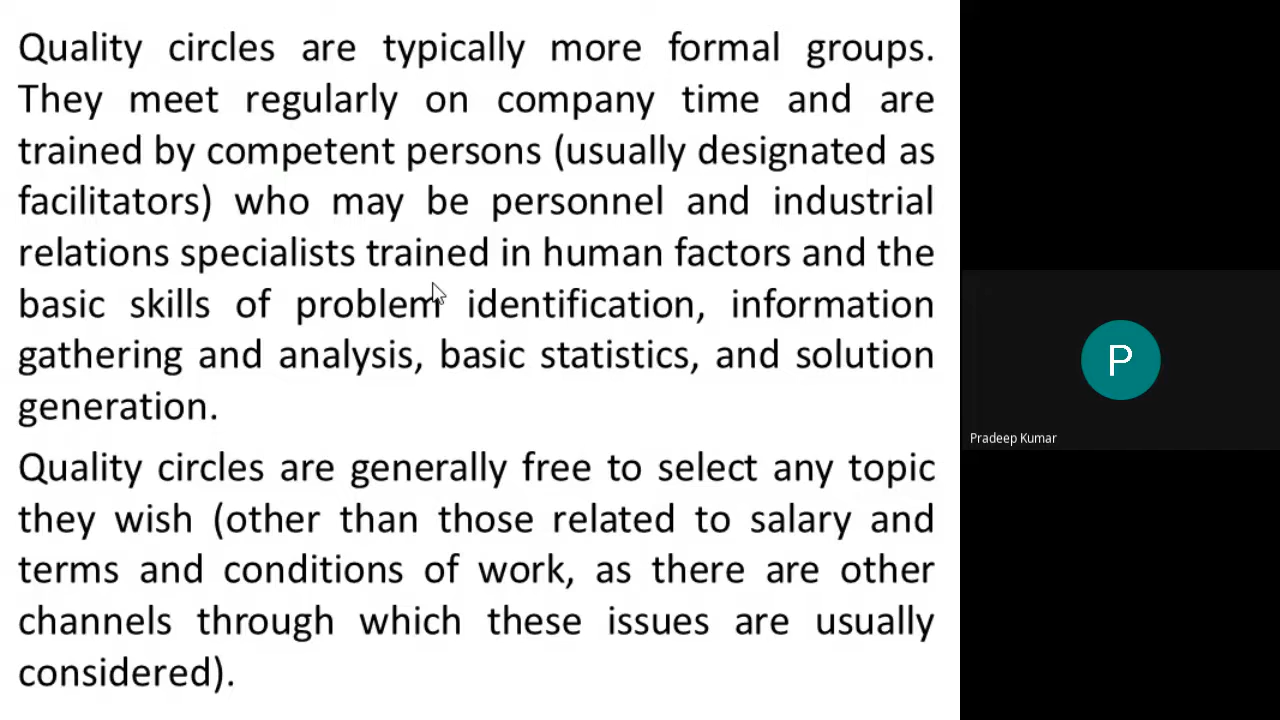 Quality circles are typically more formal groups.
They meet regularly on company time and are
trained by competent persons (usually designated as
facilitators) who may be personnel and industrial
relations specialists trained in human factors and the
basic skills of problem identification, information
gathering and analysis, basic statistics, and solution
generation.
Quality circles are generally free to select any topic
they wish (other than those related to salary and
terms and conditions of work, as there are other
channels through which these issues are usually
considered).
P
Pradeep Kumar